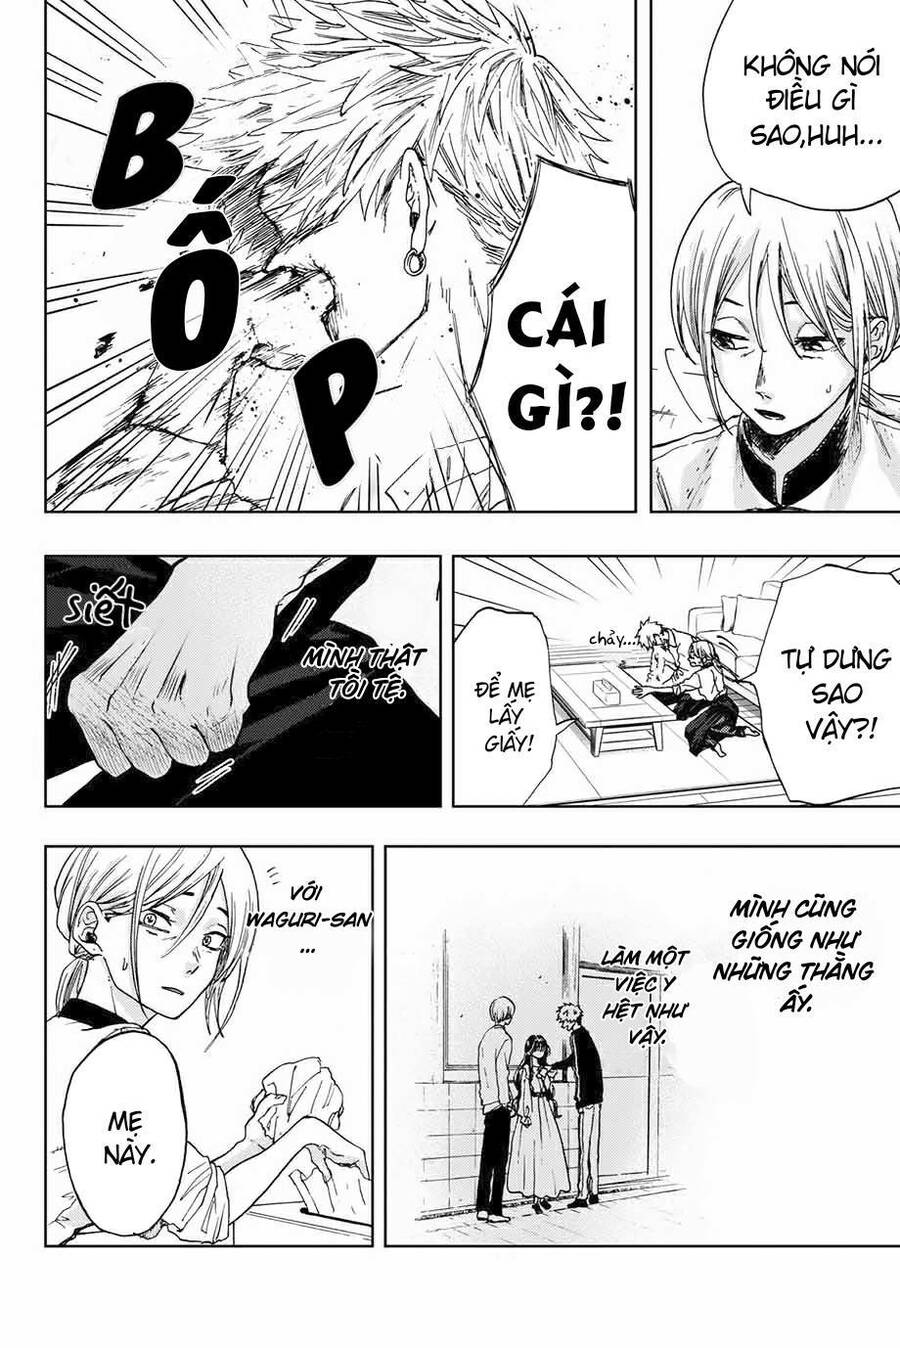 KHÔNG NÓI
ĐIỀU GÌ
SAO,HUH...
BỐP
CÁI
GÌ?!
TỰ DƯNG
SAO
VẬY?!
chảy...
ĐỂ MẸ
LẤY
GIẤY!
siết
MÌNH THẬT
TỒI TỆ.
MÌNH CŨNG
GIỐNG NHƯ
NHỮNG THẰNG
ẤY.
LÀM MỘT
VIỆC Y
HỆT NHƯ
VẬY.
VỚI
WAGURI-SAN
...
MẸ
NÀY.